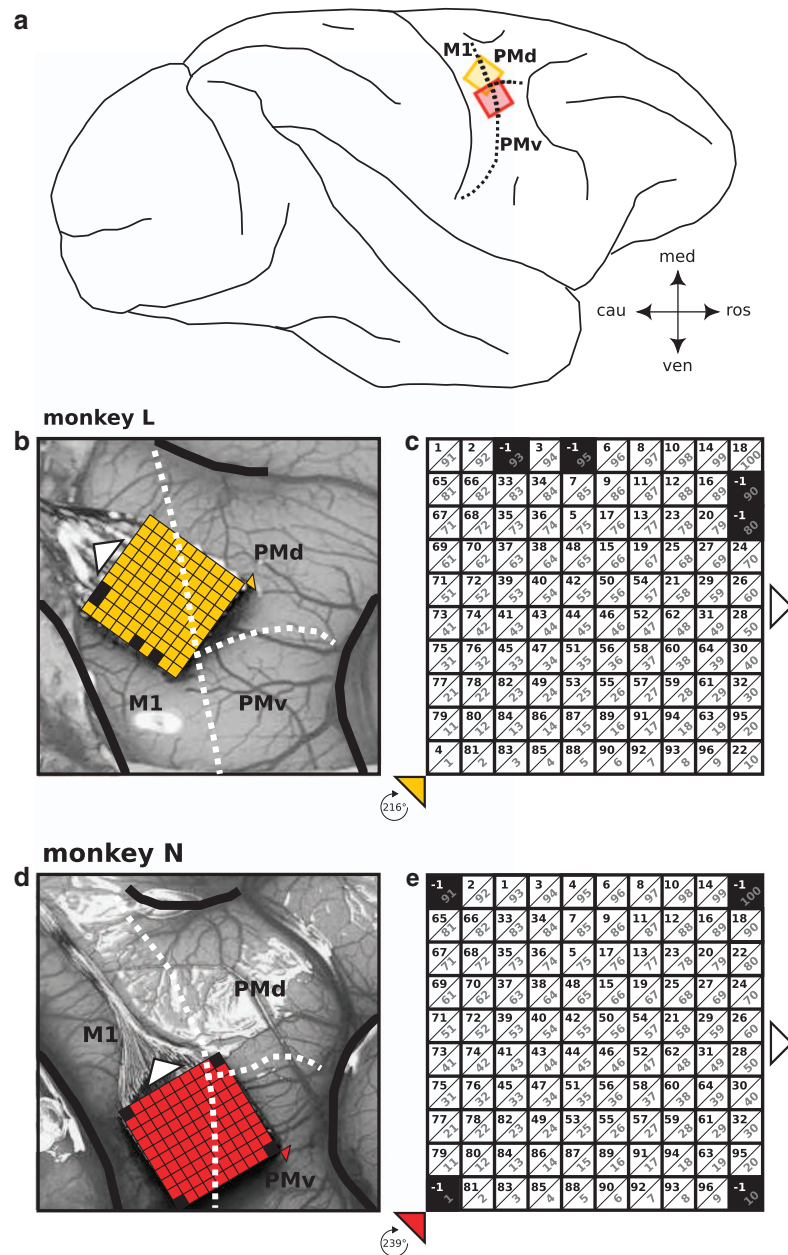 a
M1
PMd
PMv
med
cau
ros
ven
monkey L
b
PMd
M1
PMv
c
1 2 -1 3 -1 6 8 10 14 18
91 92 93 94 95 96 97 98 99 100
65 66 33 34 7 9 11 12 16 -1
81 82 83 84 85 86 87 88 89 90
67 68 35 36 5 17 13 23 20 -1
71 72 73 74 75 76 77 78 79 80
69 70 37 38 48 15 19 25 27 24
61 62 63 64 65 66 67 68 69 70
71 72 39 40 42 50 54 21 29 26
51 52 53 54 55 56 57 58 59 60
73 74 41 43 44 46 52 62 31 28
41 42 43 44 45 46 47 48 49 50
75 76 45 47 51 56 58 60 64 30
31 32 33 34 35 36 37 38 39 40
77 78 82 49 53 55 57 59 61 32
21 22 23 24 25 26 27 28 29 30
79 80 84 86 87 89 91 94 63 95
11 12 13 14 15 16 17 18 19 20
4 81 83 85 88 90 92 93 96 22
1 2 3 4 5 6 7 8 9 10
216°
monkey N
d
PMd
M1
PMv
e
-1 2 1 3 4 6 8 10 14 -1
91 92 93 94 95 96 97 98 99 100
65 66 33 34 7 9 11 12 16 18
81 82 83 84 85 86 87 88 89 90
67 68 35 36 5 17 13 23 20 22
71 72 73 74 75 76 77 78 79 80
69 70 37 38 48 15 19 25 27 24
61 62 63 64 65 66 67 68 69 70
71 72 39 40 42 50 54 21 29 26
51 52 53 54 55 56 57 58 59 60
73 74 41 43 44 46 52 62 31 28
41 42 43 44 45 46 47 48 49 50
75 76 45 47 51 56 58 60 64 30
31 32 33 34 35 36 37 38 39 40
77 78 82 49 53 55 57 59 61 32
21 22 23 24 25 26 27 28 29 30
79 80 84 86 87 89 91 94 63 95
11 12 13 14 15 16 17 18 19 20
-1 81 83 85 88 90 92 93 96 -1
1 2 3 4 5 6 7 8 9 10
239°